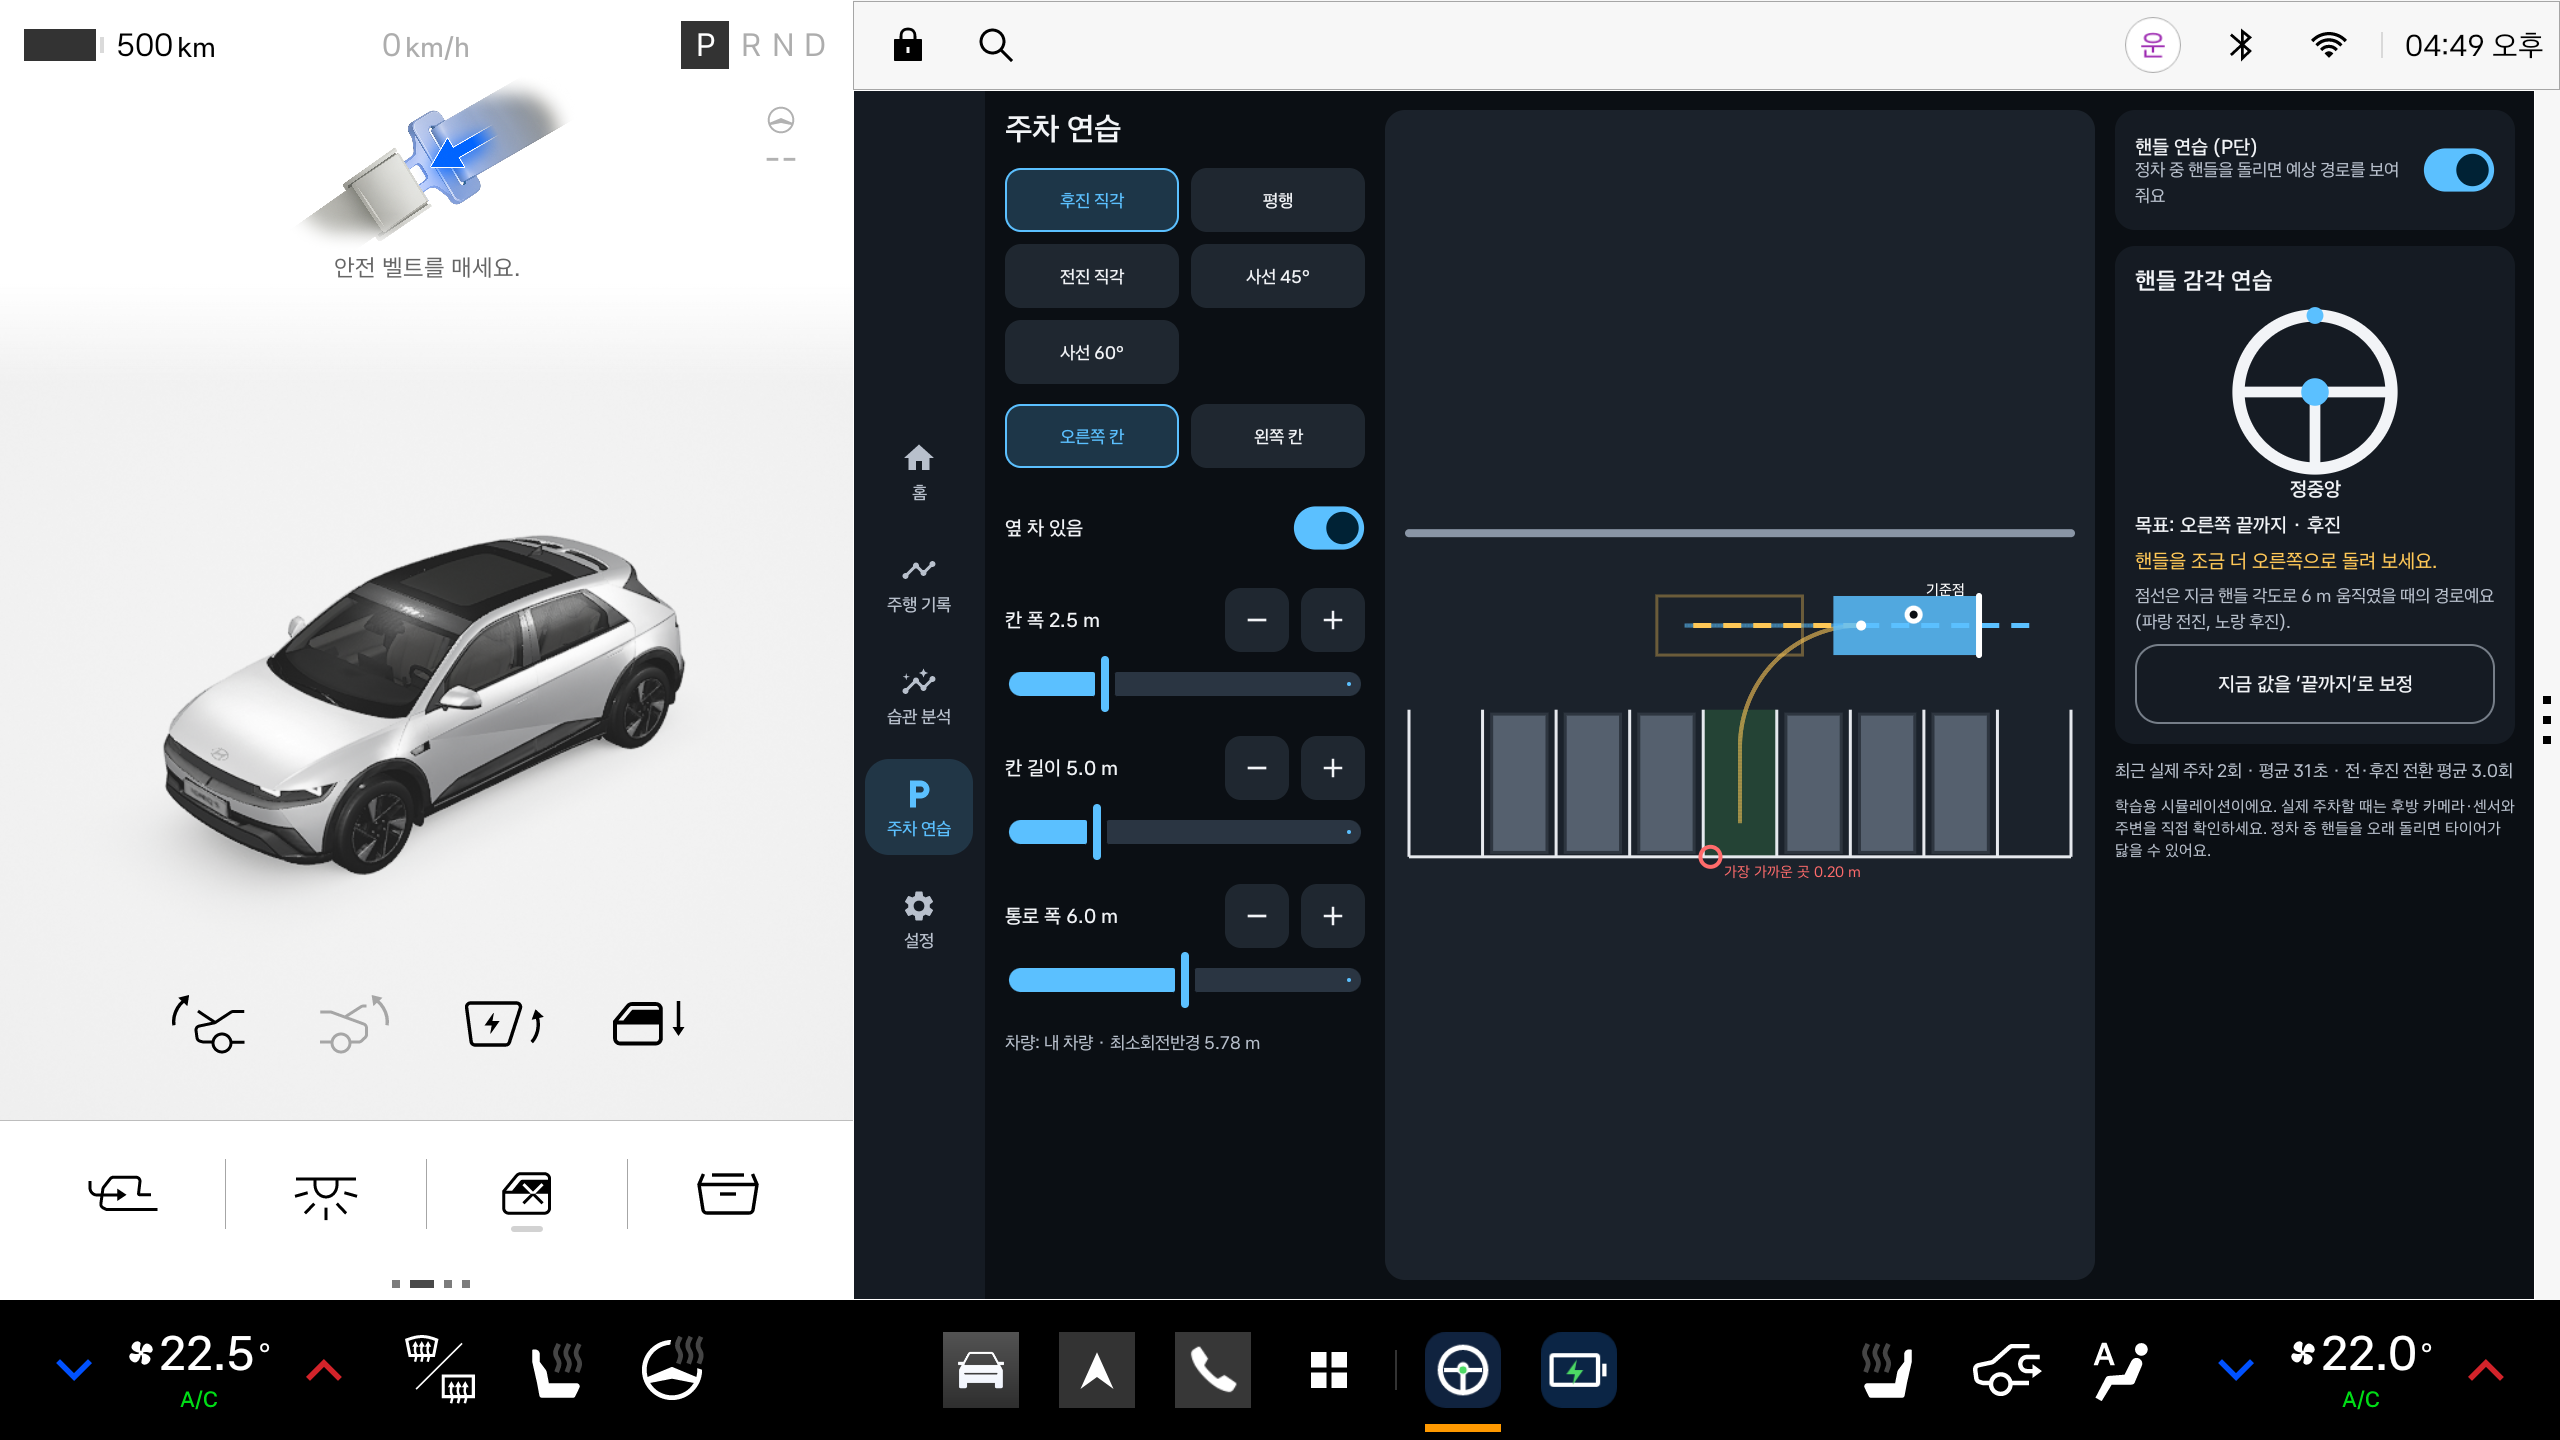 500 km
0 km/h
P R N D
안전 벨트를 매세요.
운
04:49 오후
홈
주행 기록
습관 분석
P
주차 연습
설정
주차 연습
후진 직각
평행
전진 직각
사선 45°
사선 60°
오른쪽 칸
왼쪽 칸
옆 차 있음
칸 폭 2.5 m
칸 길이 5.0 m
통로 폭 6.0 m
차량: 내 차량 · 최소회전반경 5.78 m
기준점
가장 가까운 곳 0.20 m
핸들 연습 (P단)
정차 중 핸들을 돌리면 예상 경로를 보여
줘요
핸들 감각 연습
정중앙
목표: 오른쪽 끝까지 · 후진
핸들을 조금 더 오른쪽으로 돌려 보세요.
점선은 지금 핸들 각도로 6 m 움직였을 때의 경로예요
(파랑 전진, 노랑 후진).
지금 값을 '끝까지'로 보정
최근 실제 주차 2회 · 평균 31초 · 전·후진 전환 평균 3.0회
학습용 시뮬레이션이에요. 실제 주차할 때는 후방 카메라·센서와
주변을 직접 확인하세요. 정차 중 핸들을 오래 돌리면 타이어가
닳을 수 있어요.
22.5°
A/C
A
22.0°
A/C